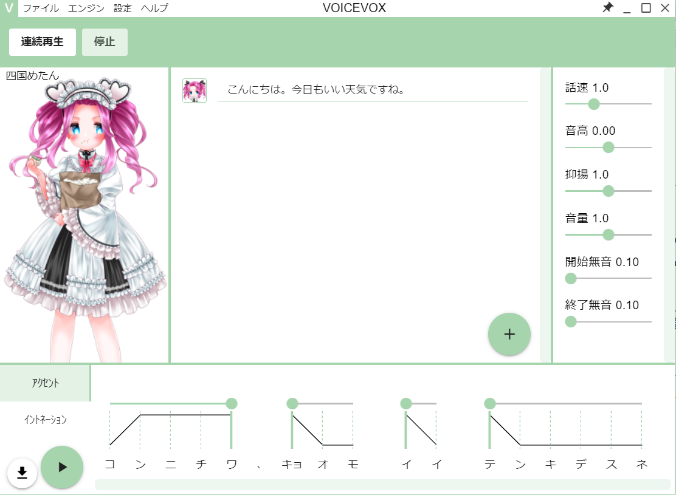 V ファイル エンジン 設定 ヘルプ VOICEVOX
連続再生 停止
四国めたん
こんにちは。今日もいい天気ですね。
話速 1.0
音高 0.00
抑揚 1.0
音量 1.0
開始無音 0.10
終了無音 0.10
アクセント
イントネーション
コ ン ニ チ ワ 、 キョ オ モ イ イ テ ン キ デ ス ネ